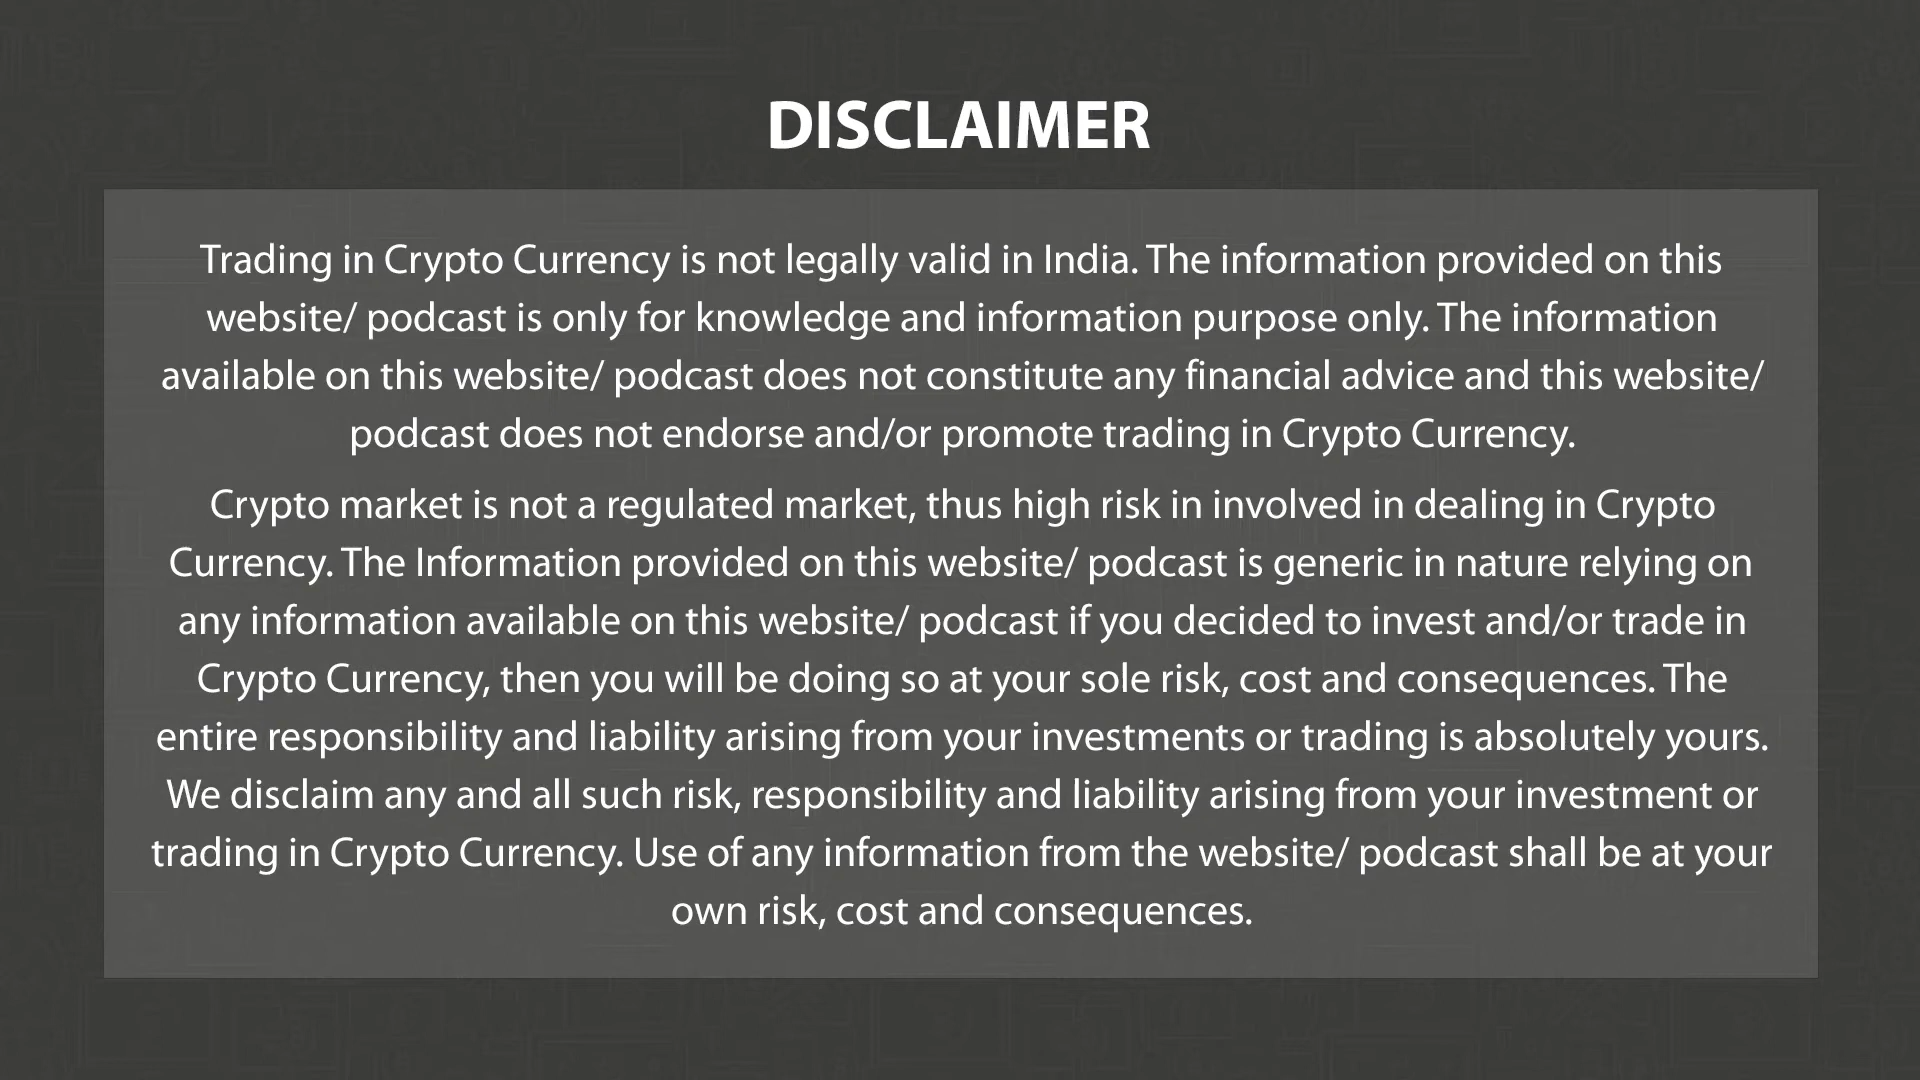 DISCLAIMER
Trading in Crypto Currency is not legally valid in India. The information provided on this
website/ podcast is only for knowledge and information purpose only. The information
available on this website/ podcast does not constitute any financial advice and this website/
podcast does not endorse and/or promote trading in Crypto Currency.
Crypto market is not a regulated market, thus high risk in involved in dealing in Crypto
Currency. The Information provided on this website/ podcast is generic in nature relying on
any information available on this website/ podcast if you decided to invest and/or trade in
Crypto Currency, then you will be doing so at your sole risk, cost and consequences. The
entire responsibility and liability arising from your investments or trading is absolutely yours.
We disclaim any and all such risk, responsibility and liability arising from your investment or
trading in Crypto Currency. Use of any information from the website/ podcast shall be at your
own risk, cost and consequences.